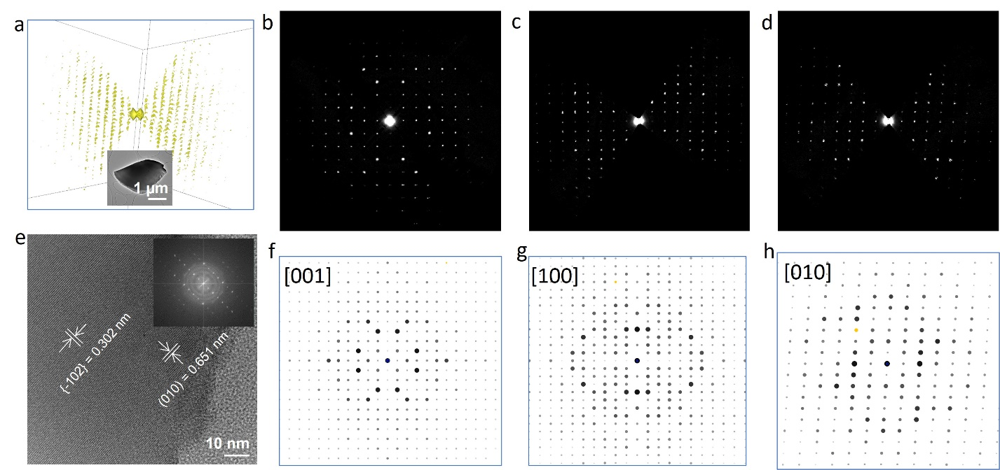 a
b
c
d
1 µm
e
f
g
h
{-102} = 0.302 nm
(010) = 0.651 nm
10 nm
[001]
[100]
[010]